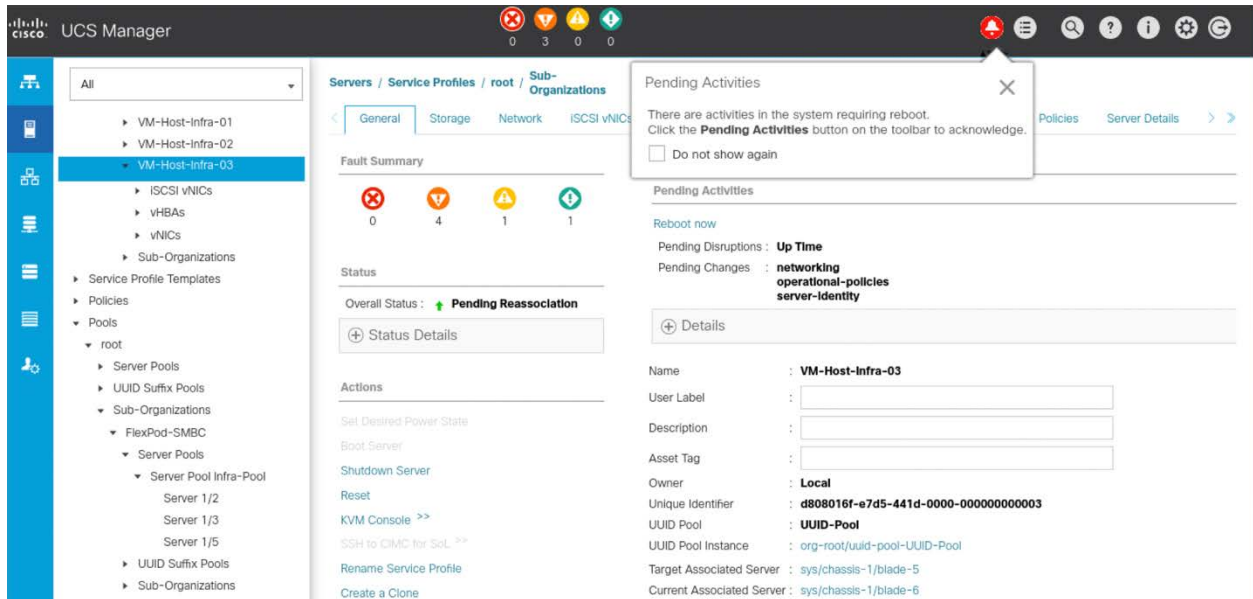 cisco UCS Manager
0 3 0 0
All
VM-Host-Infra-01
VM-Host-Infra-02
VM-Host-Infra-03
iSCSI vNICs
vHBAs
vNICs
Sub-Organizations
Service Profile Templates
Policies
Pools
root
Server Pools
UUID Suffix Pools
Sub-Organizations
FlexPod-SMBC
Server Pools
Server Pool Infra-Pool
Server 1/2
Server 1/3
Server 1/5
UUID Suffix Pools
Sub-Organizations
Servers / Service Profiles / root / Sub-
Organizations
General Storage Network iSCSI vNICs Policies Server Details
Fault Summary
0 4 1 1
Status
Overall Status : Pending Reassociation
Status Details
Actions
Set Desired Power State
Boot Server
Shutdown Server
Reset
KVM Console >>
SSH to CIMC for SoL >>
Rename Service Profile
Create a Clone
Pending Activities
There are activities in the system requiring reboot.
Click the Pending Activities button on the toolbar to acknowledge.
Do not show again
Pending Activities
Reboot now
Pending Disruptions : Up Time
Pending Changes : networking
operational-policies
server-identity
Details
Name : VM-Host-Infra-03
User Label :
Description :
Asset Tag :
Owner : Local
Unique Identifier : d808016f-e7d5-441d-0000-000000000003
UUID Pool : UUID-Pool
UUID Pool Instance : org-root/uuid-pool-UUID-Pool
Target Associated Server : sys/chassis-1/blade-5
Current Associated Server : sys/chassis-1/blade-6